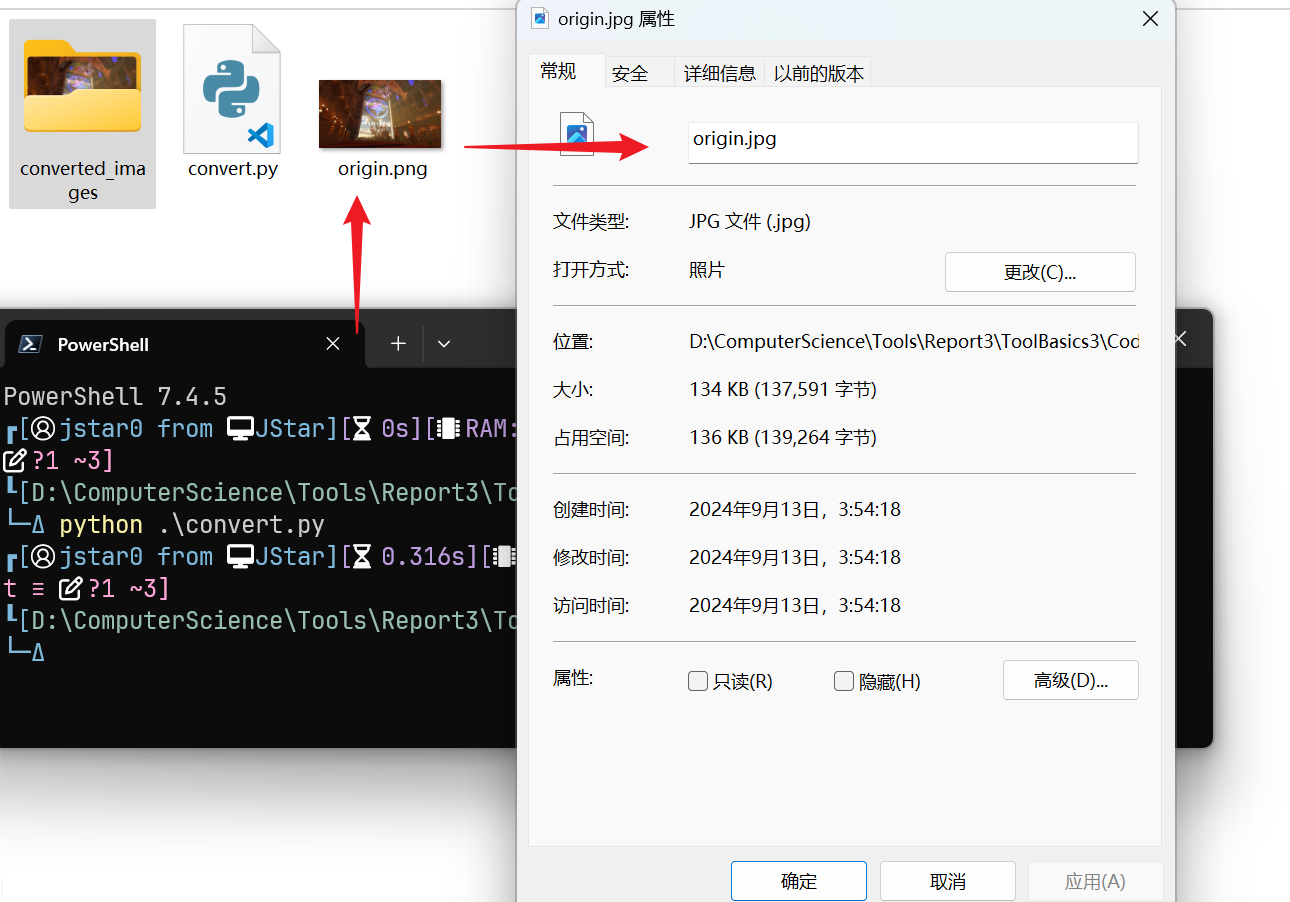 converted_ima
ges
convert.py
origin.png
origin.jpg 属性
常规
安全
详细信息
以前的版本
origin.jpg
文件类型:
JPG 文件 (.jpg)
打开方式:
照片
更改(C)...
位置:
D:\ComputerScience\Tools\Report3\ToolBasics3\Cod
大小:
134 KB (137,591 字节)
占用空间:
136 KB (139,264 字节)
创建时间:
2024年9月13日，3:54:18
修改时间:
2024年9月13日，3:54:18
访问时间:
2024年9月13日，3:54:18
属性:
只读(R)
隐藏(H)
高级(D)...
确定
取消
应用(A)
PowerShell
PowerShell 7.4.5
[jstar0 from JStar][0s][RAM:
?1 ~3]
[D:\ComputerScience\Tools\Report3\To
Δ python .\convert.py
[jstar0 from JStar][0.316s][
t ≡ ?1 ~3]
[D:\ComputerScience\Tools\Report3\To
Δ